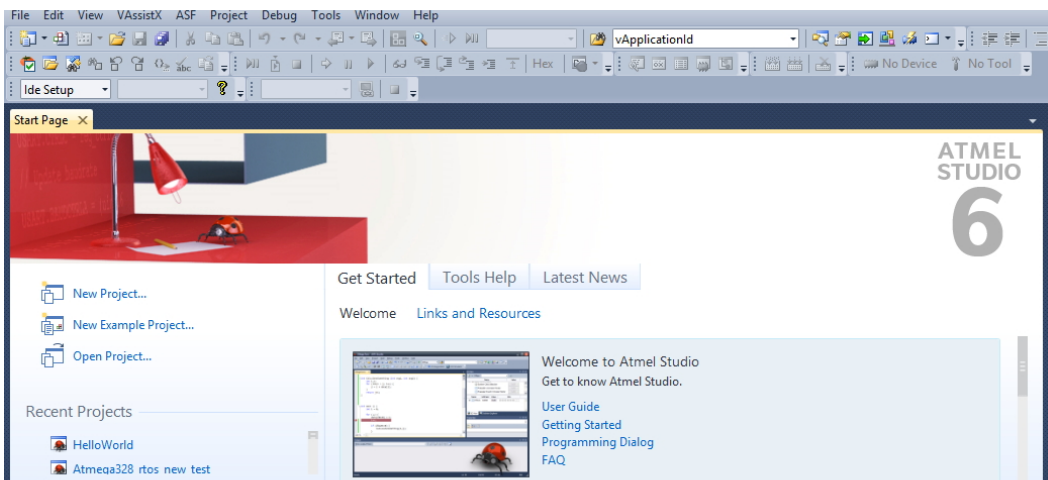 File Edit View VAssistX ASF Project Debug Tools Window Help
vApplicationId
Hex No Device No Tool
Ide Setup
Start Page
ATMEL
STUDIO
6
Get Started Tools Help Latest News
New Project...
Welcome Links and Resources
New Example Project...
Open Project...
Welcome to Atmel Studio
Get to know Atmel Studio.
User Guide
Recent Projects
Getting Started
Programming Dialog
HelloWorld
FAQ
Atmega328 rtos new test